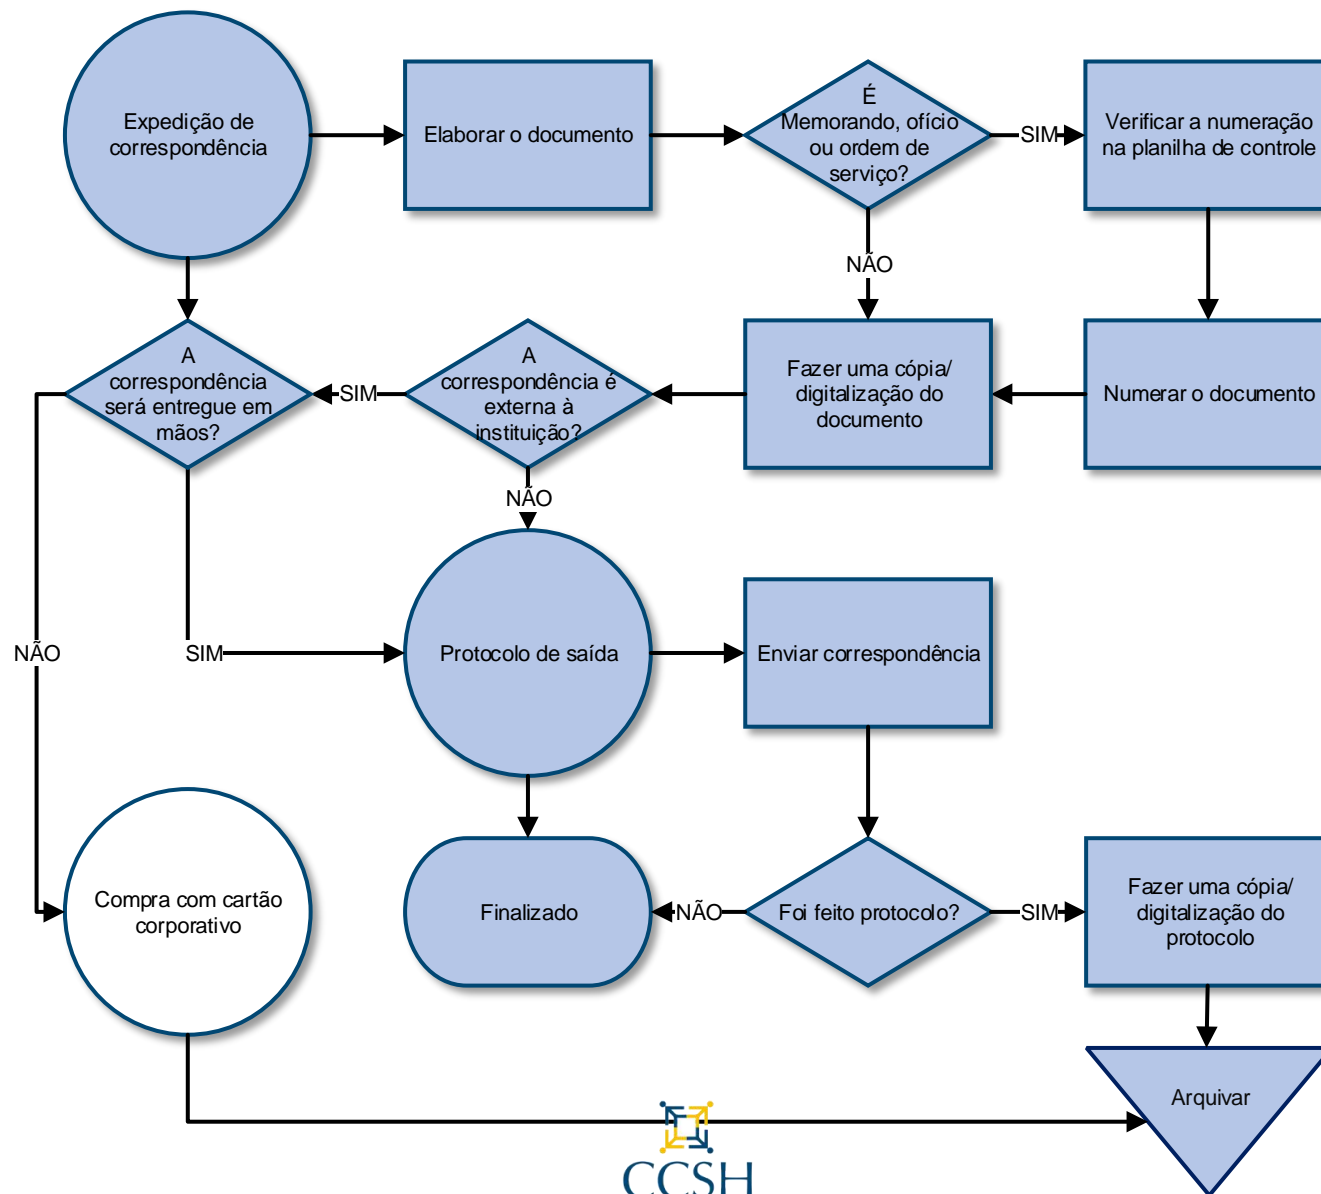 Expedição de
correspondência
Elaborar o documento
É
Memorando, ofício
ou ordem de
serviço?
SIM
Verificar a numeração
na planilha de controle
NÃO
A
correspondência
será entregue em
mãos?
SIM
A
correspondência é
externa à
instituição?
Fazer uma cópia/
digitalização do
documento
Numerar o documento
NÃO
NÃO
SIM
Protocolo de saída
Enviar correspondência
Compra com cartão
corporativo
Finalizado
NÃO
Foi feito protocolo?
SIM
Fazer uma cópia/
digitalização do
protocolo
Arquivar
CCSH